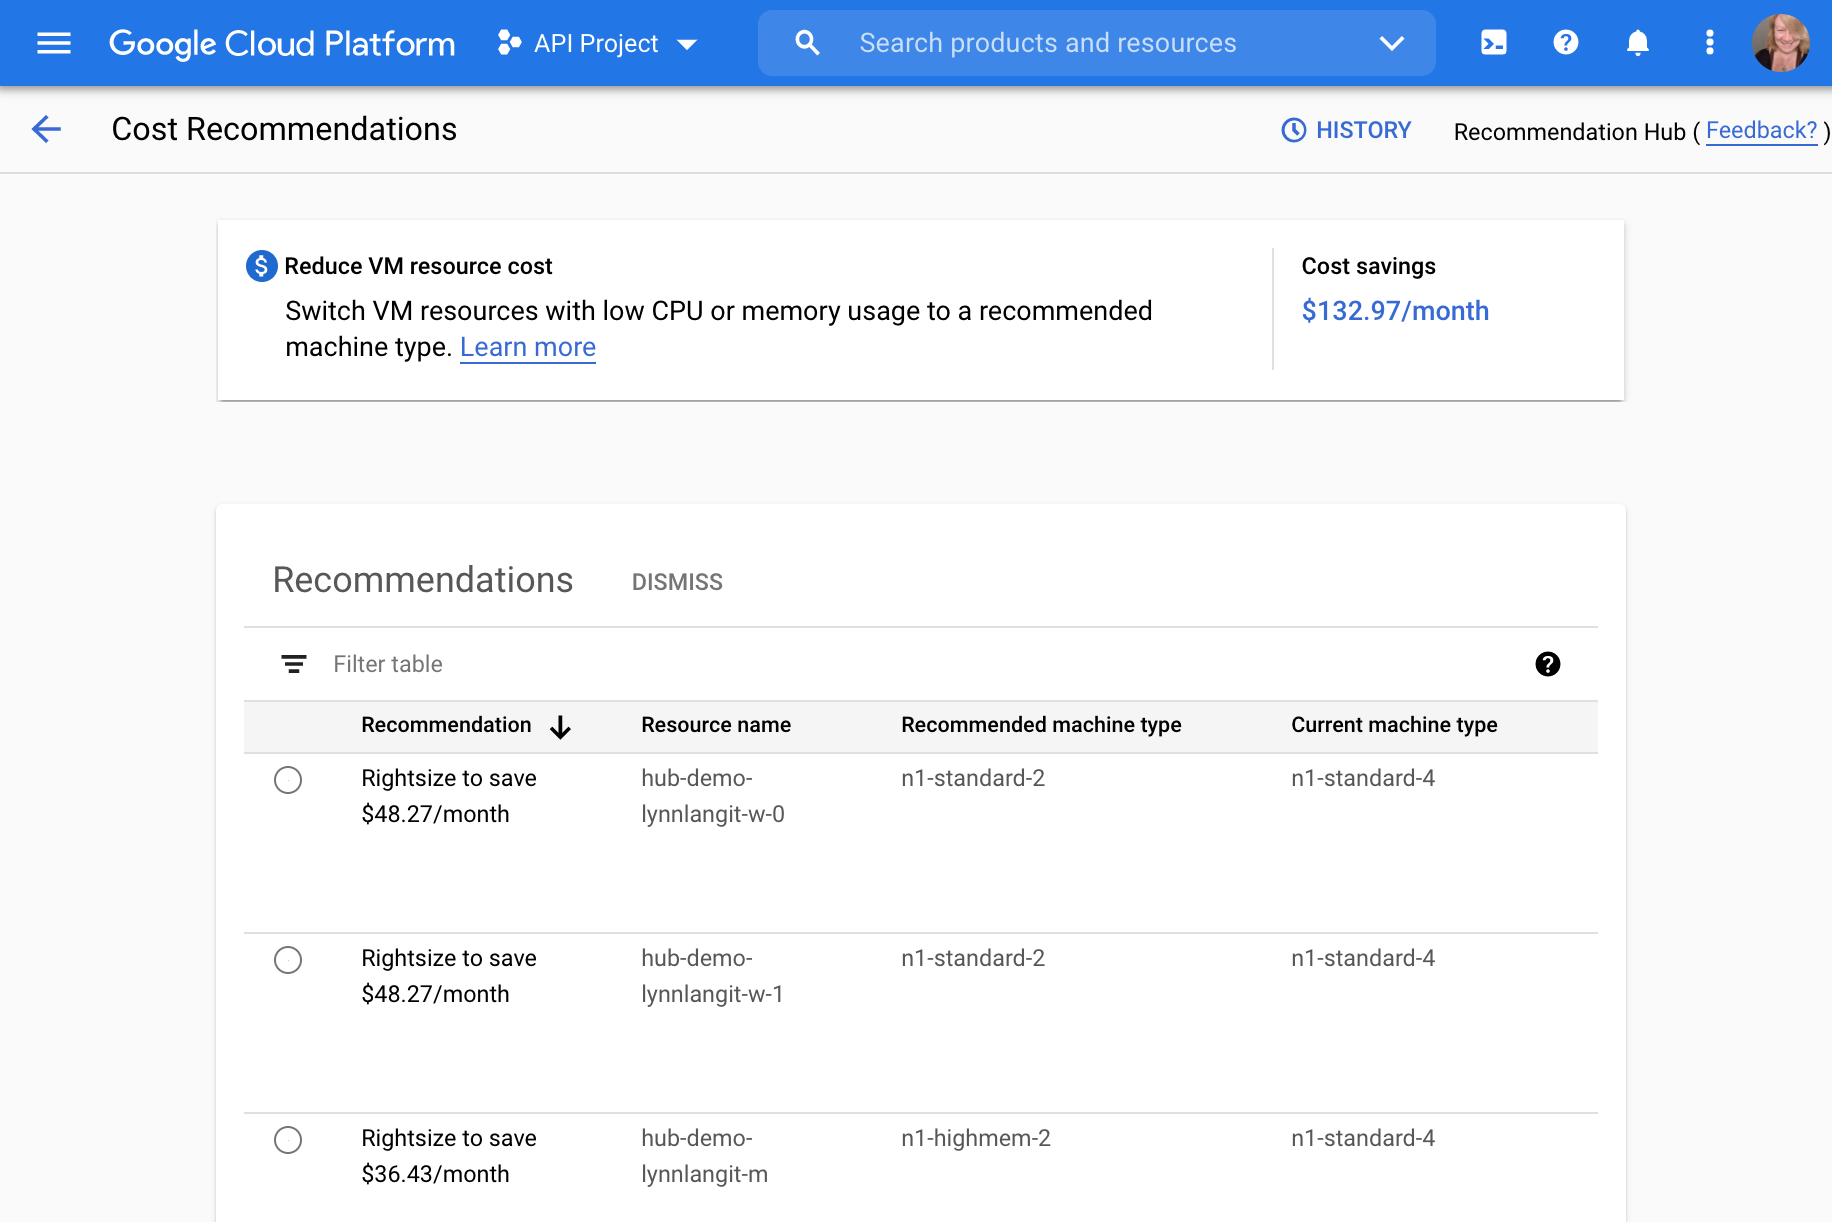 Google Cloud Platform API Project Search products and resources
Cost Recommendations HISTORY Recommendation Hub ( Feedback? )
$ Reduce VM resource cost Cost savings
Switch VM resources with low CPU or memory usage to a recommended $132.97/month
machine type. Learn more
Recommendations DISMISS
Filter table
Recommendation Resource name Recommended machine type Current machine type
Rightsize to save hub-demo- n1-standard-2 n1-standard-4
$48.27/month lynnlangit-w-0
Rightsize to save hub-demo- n1-standard-2 n1-standard-4
$48.27/month lynnlangit-w-1
Rightsize to save hub-demo- n1-highmem-2 n1-standard-4
$36.43/month lynnlangit-m